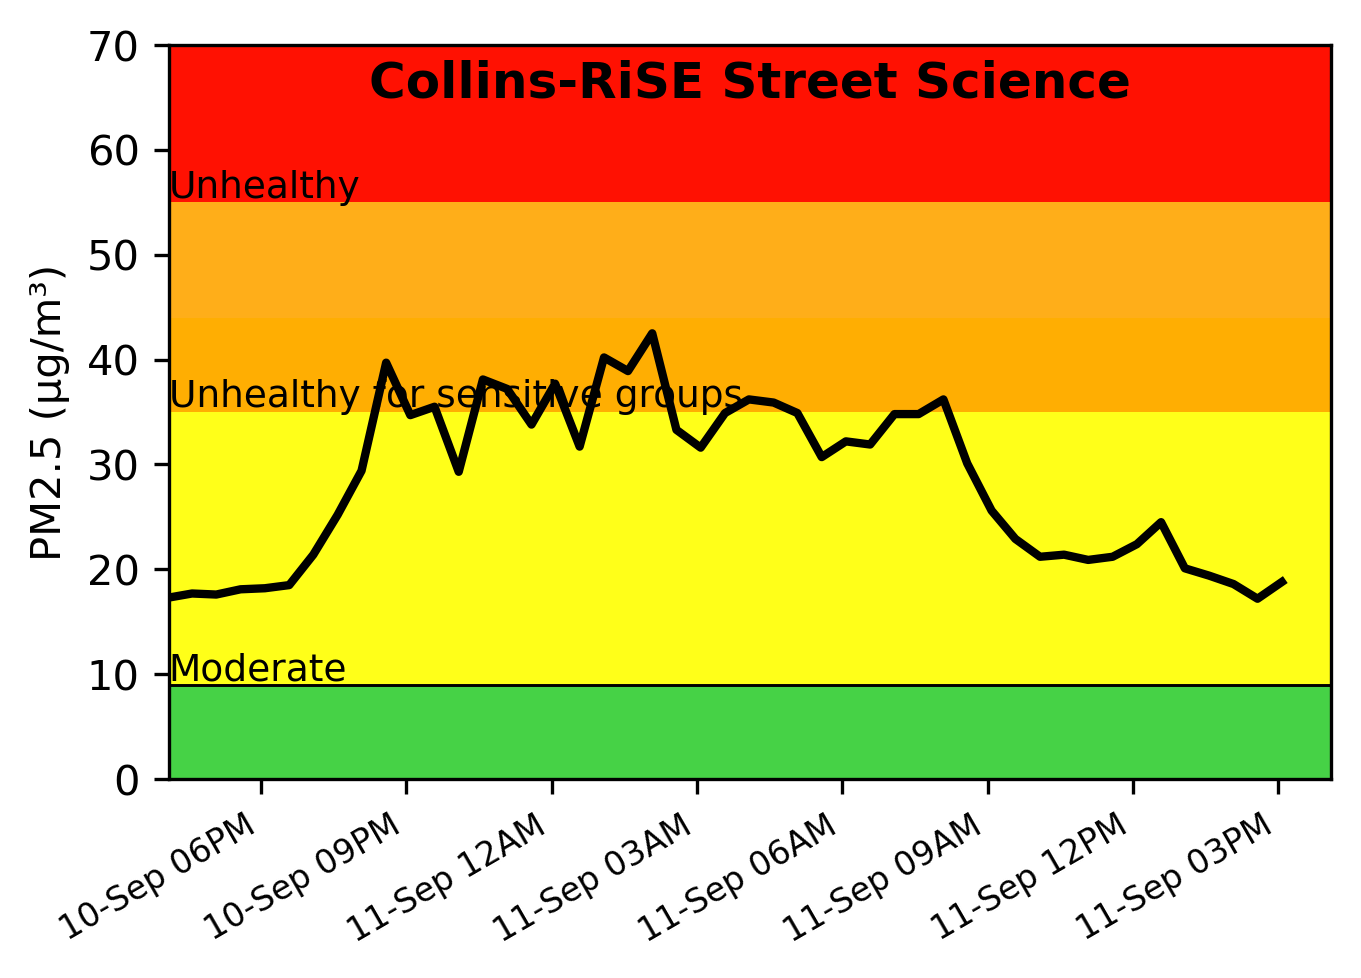 Collins-RiSE Street Science
PM2.5 (µg/m³)
70
60
50
40
30
20
10
0
Unhealthy
Unhealthy for sensitive groups
Moderate
10-Sep 06PM
10-Sep 09PM
11-Sep 12AM
11-Sep 03AM
11-Sep 06AM
11-Sep 09AM
11-Sep 12PM
11-Sep 03PM